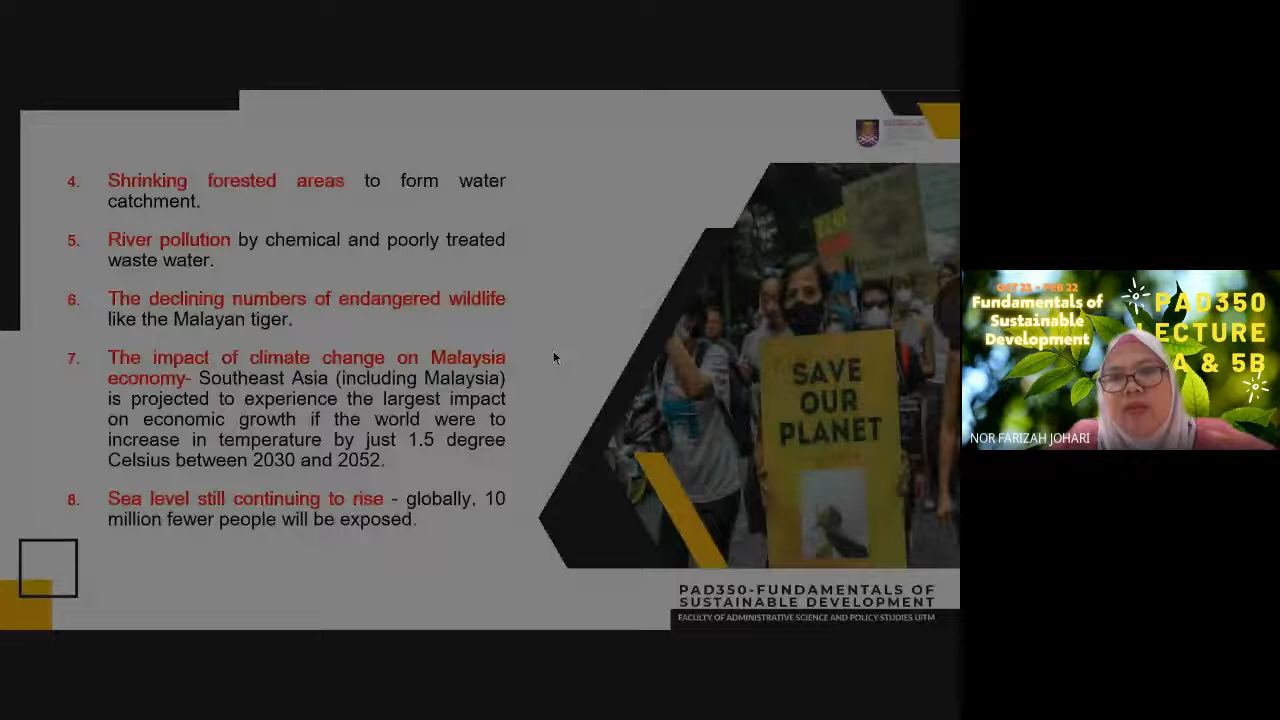 4. Shrinking forested areas to form water
catchment.
5. River pollution by chemical and poorly treated
waste water.
6. The declining numbers of endangered wildlife
like the Malayan tiger.
7. The impact of climate change on Malaysia
economy- Southeast Asia (including Malaysia)
is projected to experience the largest impact
on economic growth if the world were to
increase in temperature by just 1.5 degree
Celsius between 2030 and 2052.
8. Sea level still continuing to rise - globally, 10
million fewer people will be exposed.
SAVE
OUR
PLANET
PAD350-FUNDAMENTALS OF
SUSTAINABLE DEVELOPMENT
FACULTY OF ADMINISTRATIVE SCIENCE AND POLICY STUDIES UITM
Fundamentals of
Sustainable
Development
PAD350
LECTURE
A & 5B
NOR FARIZAH JOHARI